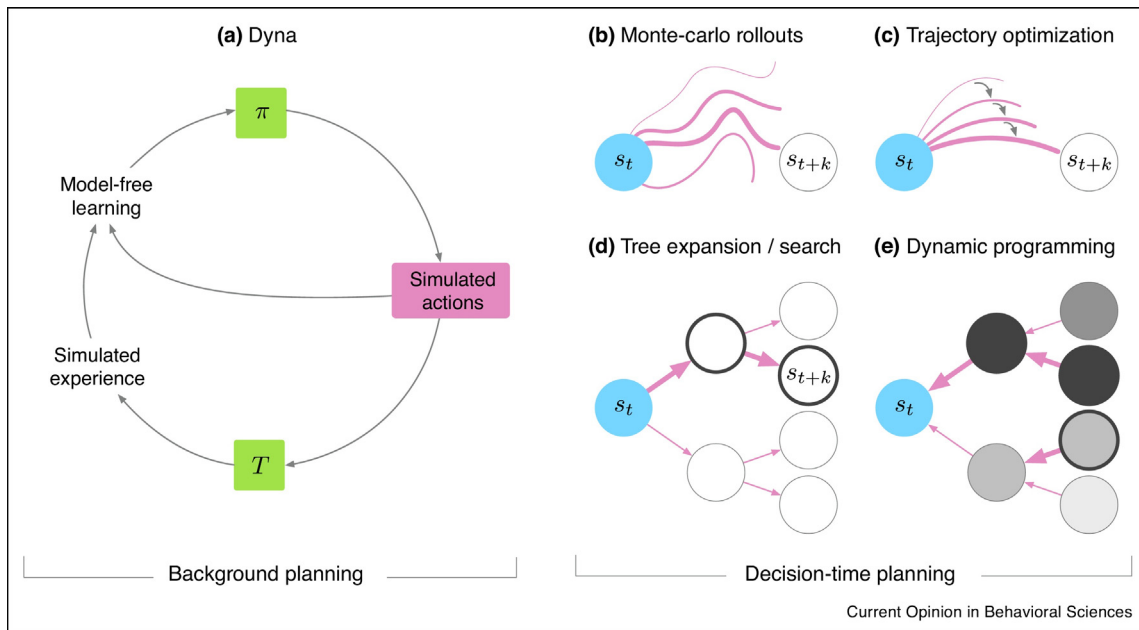 (a) Dyna
π
Model-free
learning
Simulated
actions
Simulated
experience
T
Background planning
(b) Monte-carlo rollouts
s_t
s_{t+k}
(c) Trajectory optimization
s_t
s_{t+k}
(d) Tree expansion / search
s_t
s_{t+k}
(e) Dynamic programming
s_t
Decision-time planning
Current Opinion in Behavioral Sciences